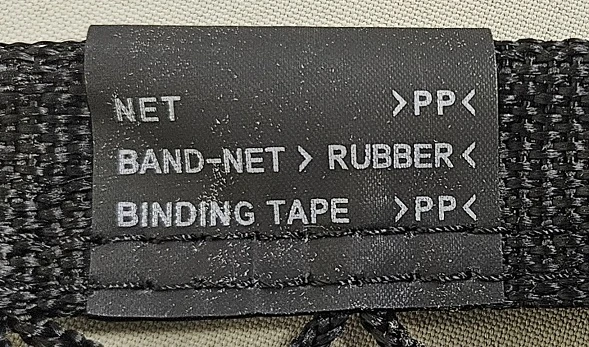 NET >PP<
BAND-NET > RUBBER <
BINDING TAPE >PP<